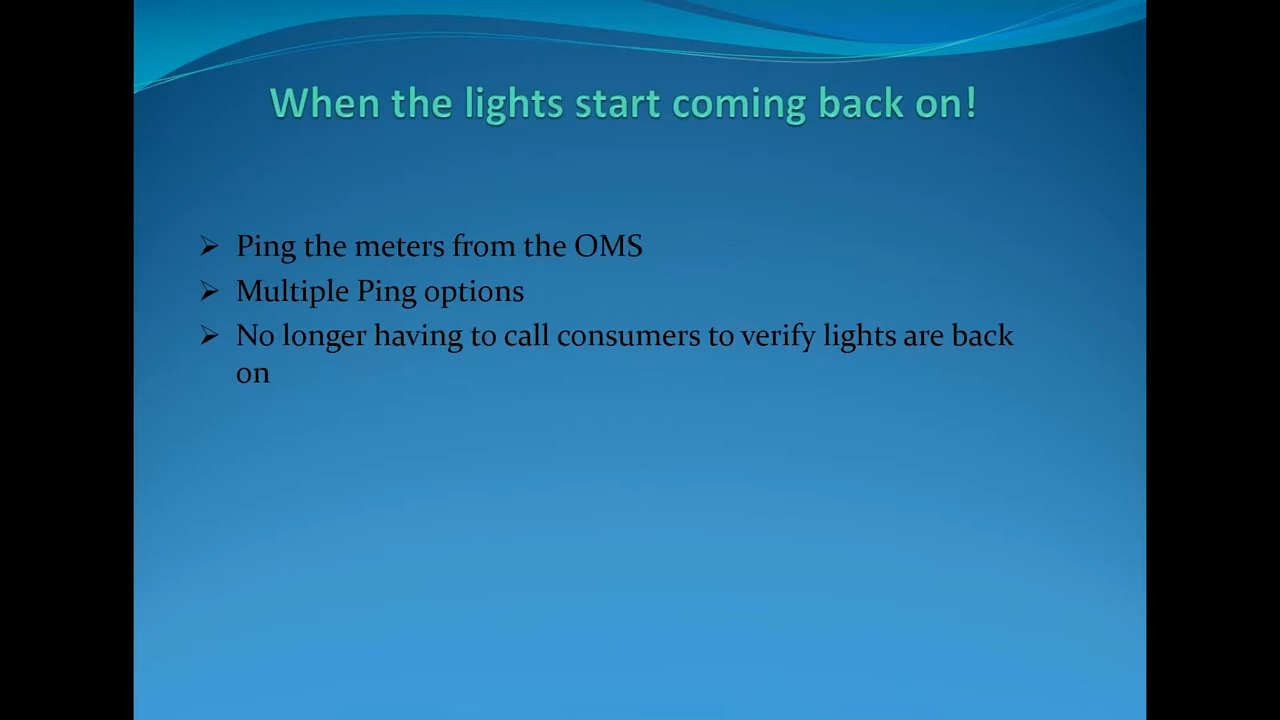 When the lights start coming back on!
Ping the meters from the OMS
Multiple Ping options
No longer having to call consumers to verify lights are back
on